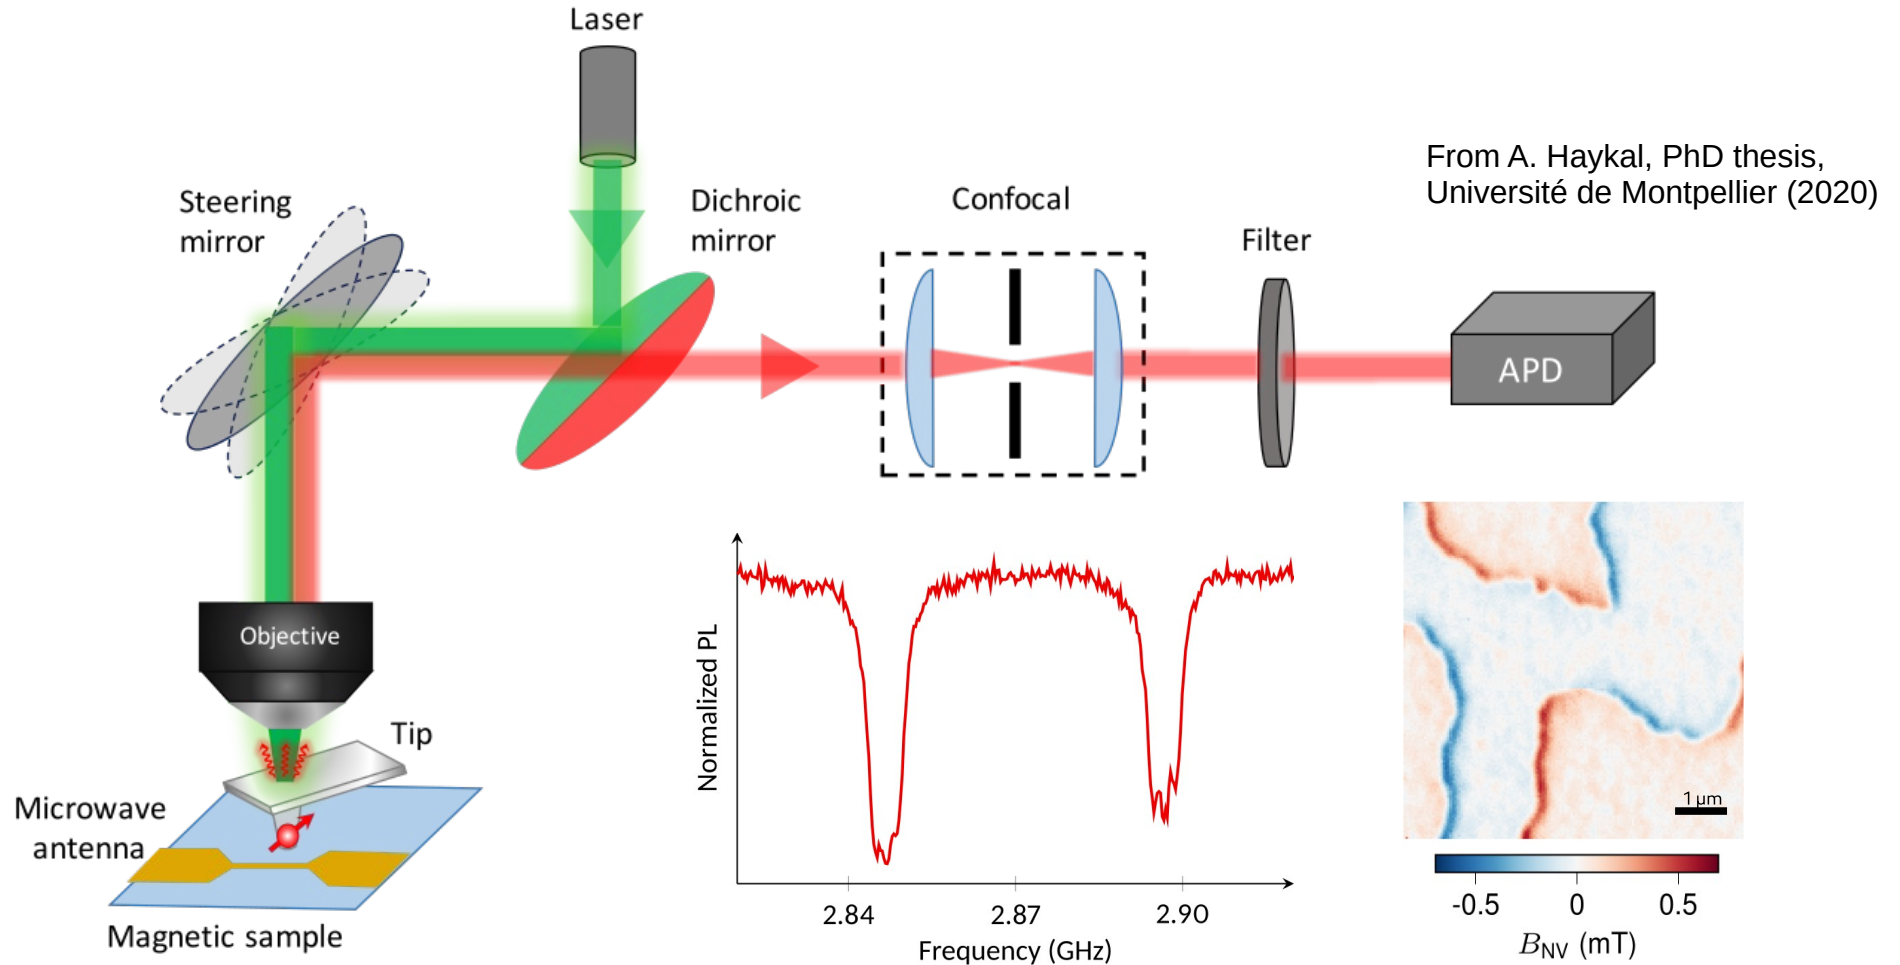 Laser
From A. Haykal, PhD thesis,
Université de Montpellier (2020)
Steering
mirror
Dichroic
mirror
Confocal
Filter
APD
Objective
Tip
Microwave
antenna
Magnetic sample
Normalized PL
2.84
2.87
2.90
Frequency (GHz)
1 µm
-0.5
0
0.5
BNV (mT)